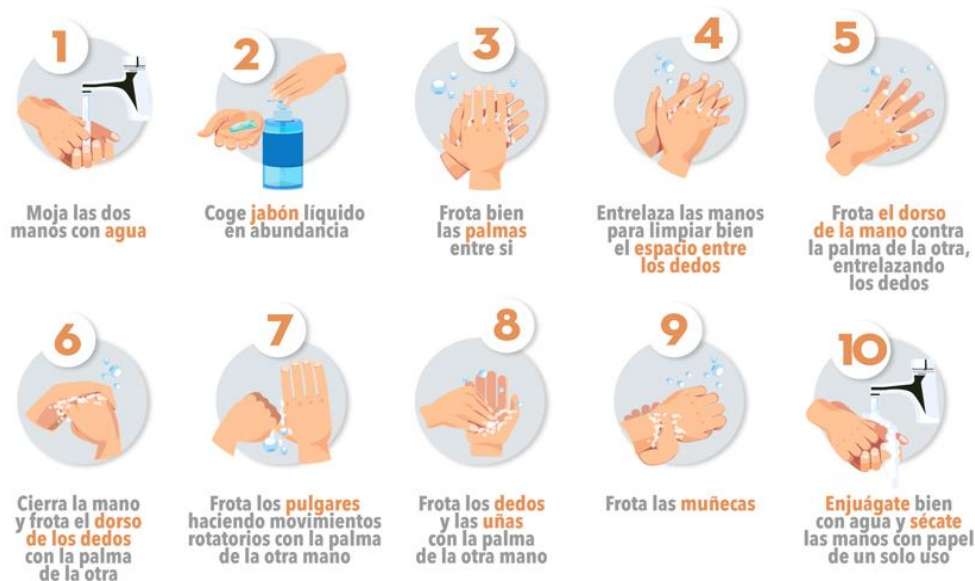 1
Moja las dos
manos con agua
2
Coge jabón líquido
en abundancia
3
Frota bien
las palmas
entre si
4
Entrelaza las manos
para limpiar bien
el espacio entre
los dedos
5
Frota el dorso
de la mano contra
la palma de la otra,
entrelazando
los dedos
6
Cierra la mano
y frota el dorso
de los dedos
con la palma
de la otra
7
Frota los pulgares
haciendo movimientos
rotatorios con la palma
de la otra mano
8
Frota los dedos
y las uñas
con la palma
de la otra mano
9
Frota las muñecas
10
Enjuágate bien
con agua y sécate
las manos con papel
de un solo uso